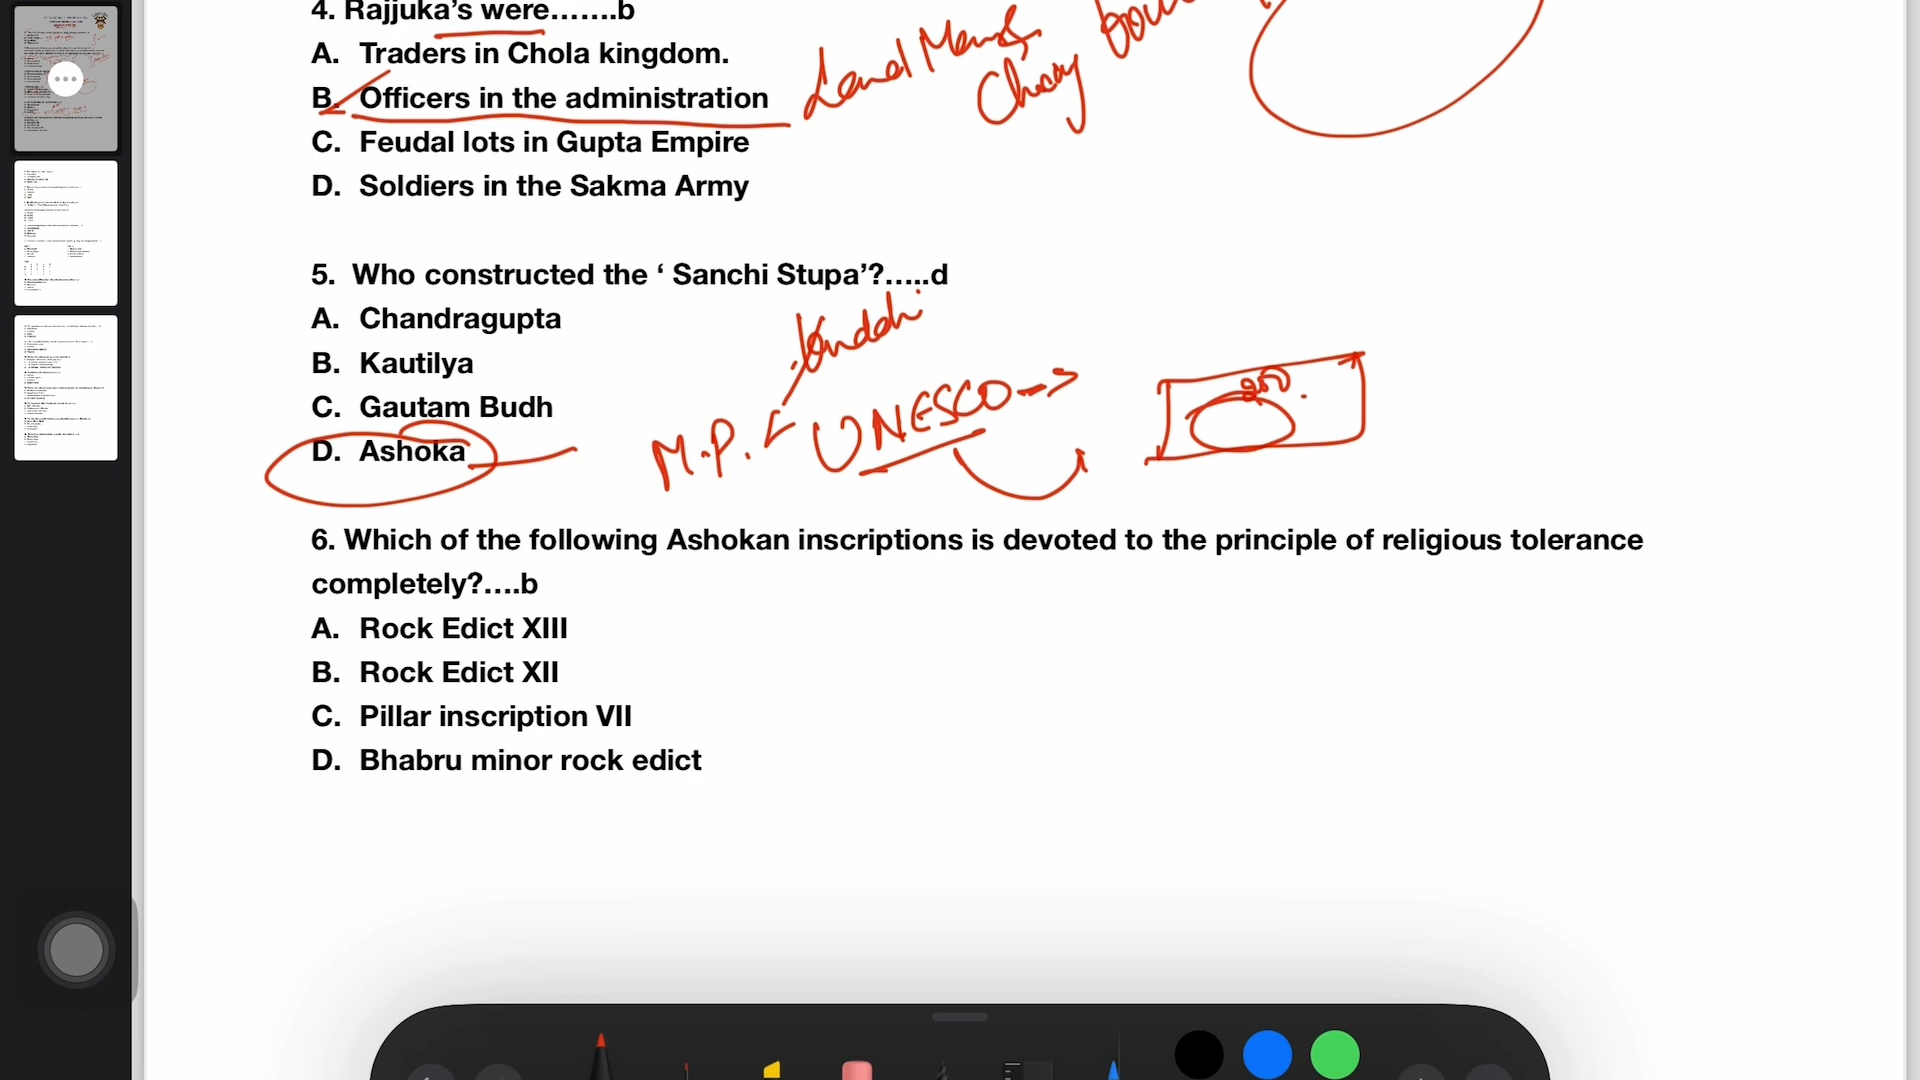 4. Rajjuka’s were…….b
A. Traders in Chola kingdom.
B. Officers in the administration
C. Feudal lots in Gupta Empire
D. Soldiers in the Sakma Army
Land
5. Who constructed the ‘ Sanchi Stupa’?…..d
A. Chandragupta
B. Kautilya
C. Gautam Budh
D. Ashoka
M.P.
UNESCO
6. Which of the following Ashokan inscriptions is devoted to the principle of religious tolerance
completely?….b
A. Rock Edict XIII
B. Rock Edict XII
C. Pillar inscription VII
D. Bhabru minor rock edict